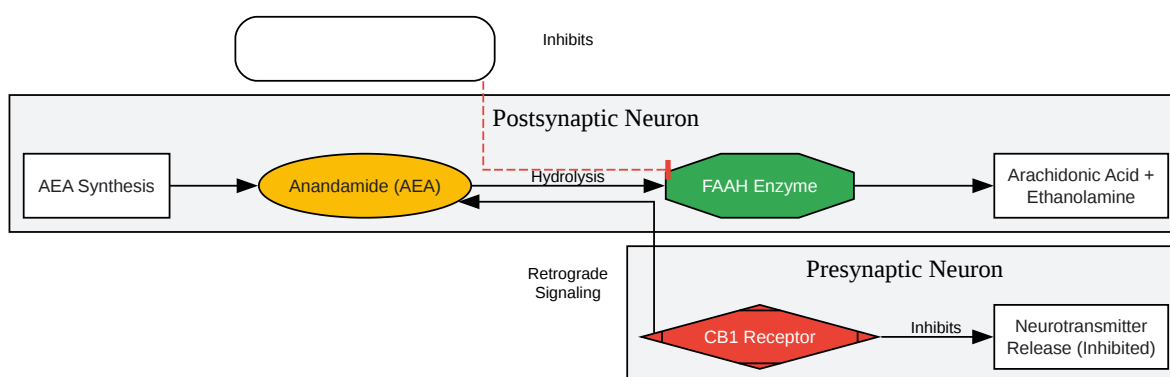 Inhibits
Postsynaptic Neuron
AEA Synthesis
Anandamide (AEA)
Hydrolysis
FAAH Enzyme
Arachidonic Acid +
Ethanolamine
Retrograde
Signaling
Presynaptic Neuron
CB1 Receptor
Inhibits
Neurotransmitter
Release (Inhibited)